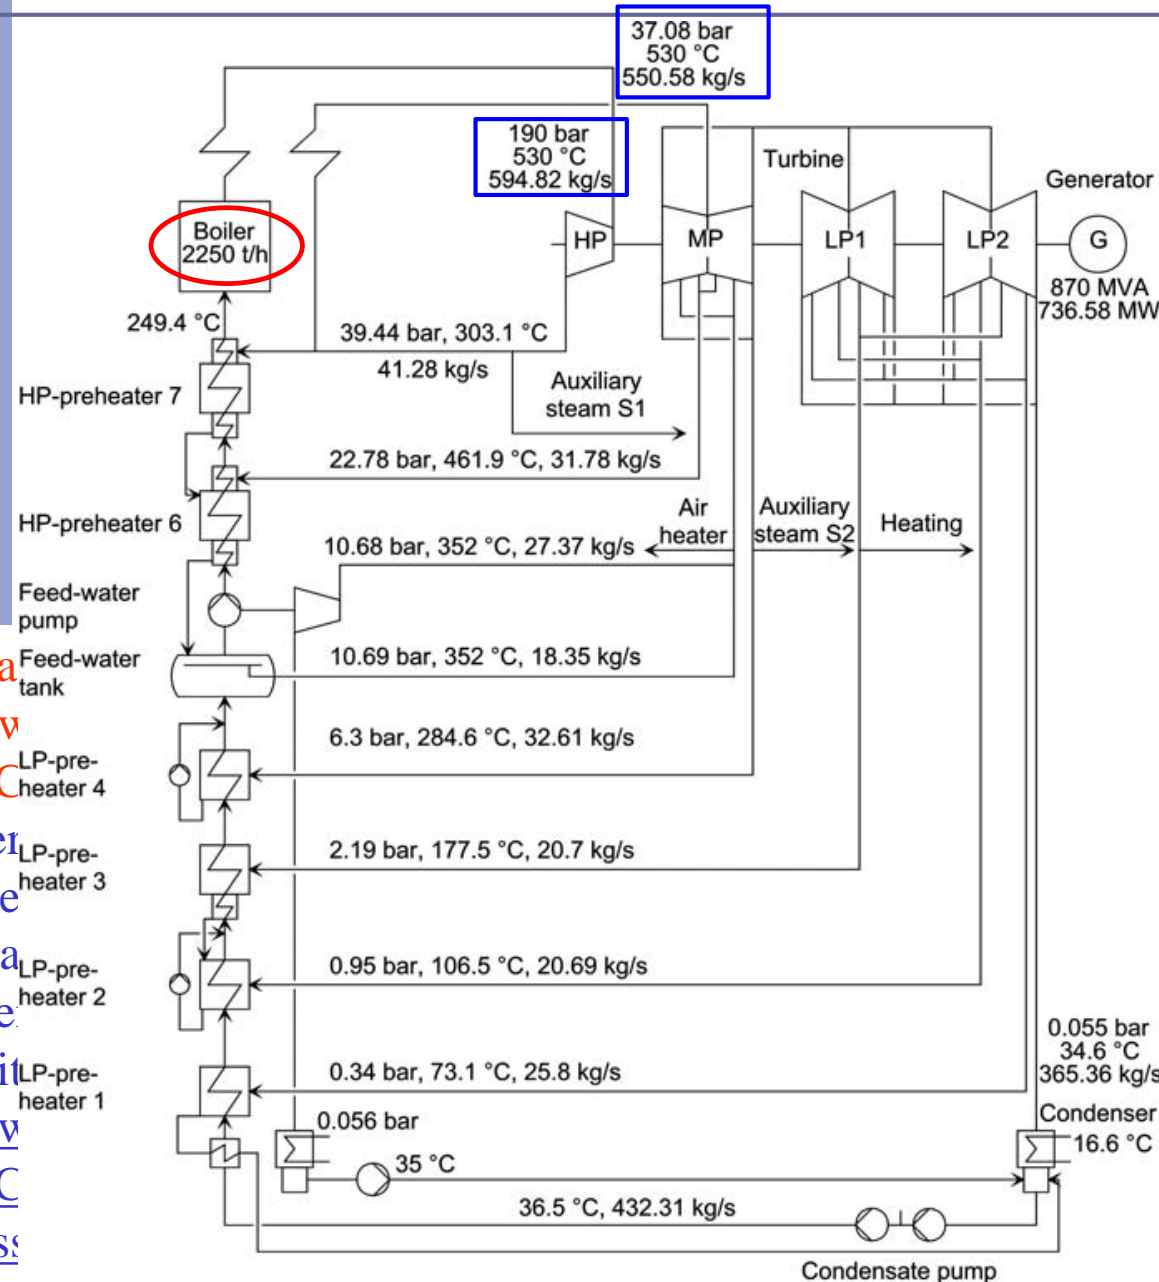 37.08 bar
530 °C
550.58 kg/s
190 bar
530 °C
594.82 kg/s
Turbine
Generator
Boiler
2250 t/h
HP
MP
LP1
LP2
G
870 MVA
736.58 MW
249.4 °C
39.44 bar, 303.1 °C
41.28 kg/s
Auxiliary
steam S1
HP-preheater 7
22.78 bar, 461.9 °C, 31.78 kg/s
HP-preheater 6
Air
heater
Auxiliary
steam S2
Heating
10.68 bar, 352 °C, 27.37 kg/s
Feed-water
pump
Feed-water
tank
10.69 bar, 352 °C, 18.35 kg/s
6.3 bar, 284.6 °C, 32.61 kg/s
LP-pre-
heater 4
2.19 bar, 177.5 °C, 20.7 kg/s
LP-pre-
heater 3
0.95 bar, 106.5 °C, 20.69 kg/s
LP-pre-
heater 2
0.055 bar
34.6 °C
365.36 kg/s
0.34 bar, 73.1 °C, 25.8 kg/s
LP-pre-
heater 1
Condenser
0.056 bar
16.6 °C
35 °C
36.5 °C, 432.31 kg/s
Condensate pump